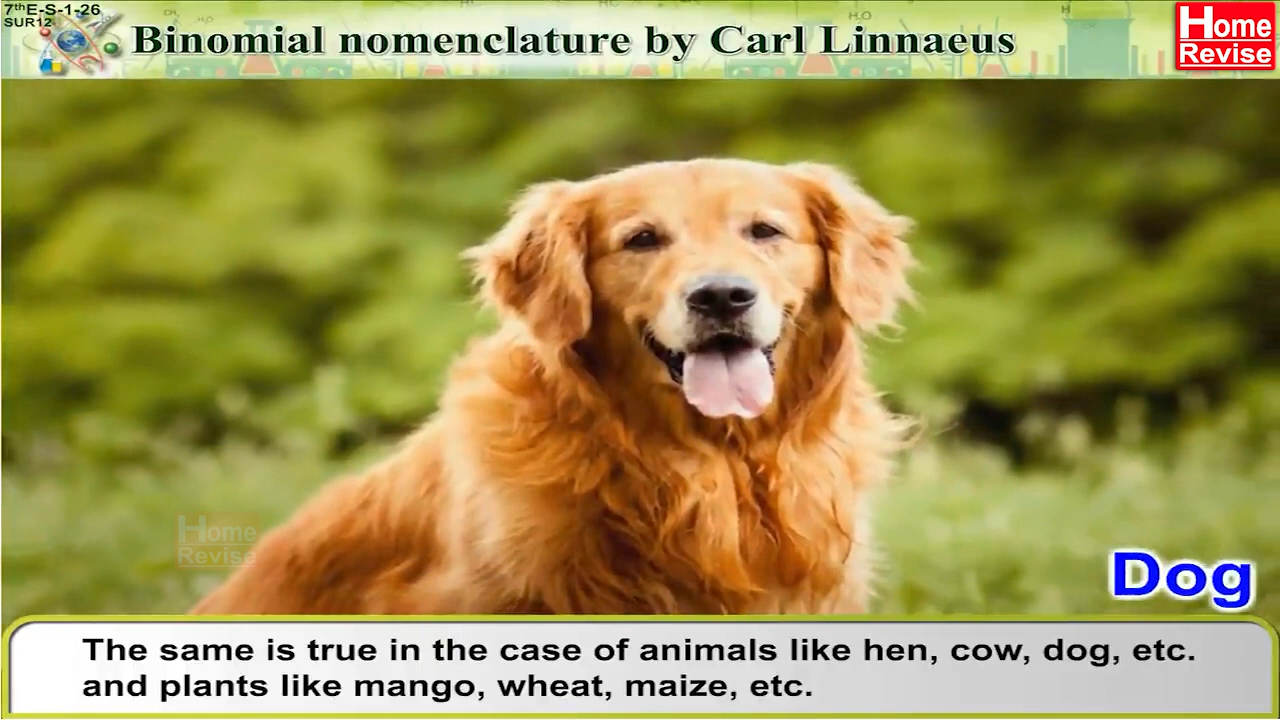 7thE-S-1-26
SUR12
Binomial nomenclature by Carl Linnaeus
Home
Revise
Home
Revise
Dog
The same is true in the case of animals like hen, cow, dog, etc.
and plants like mango, wheat, maize, etc.